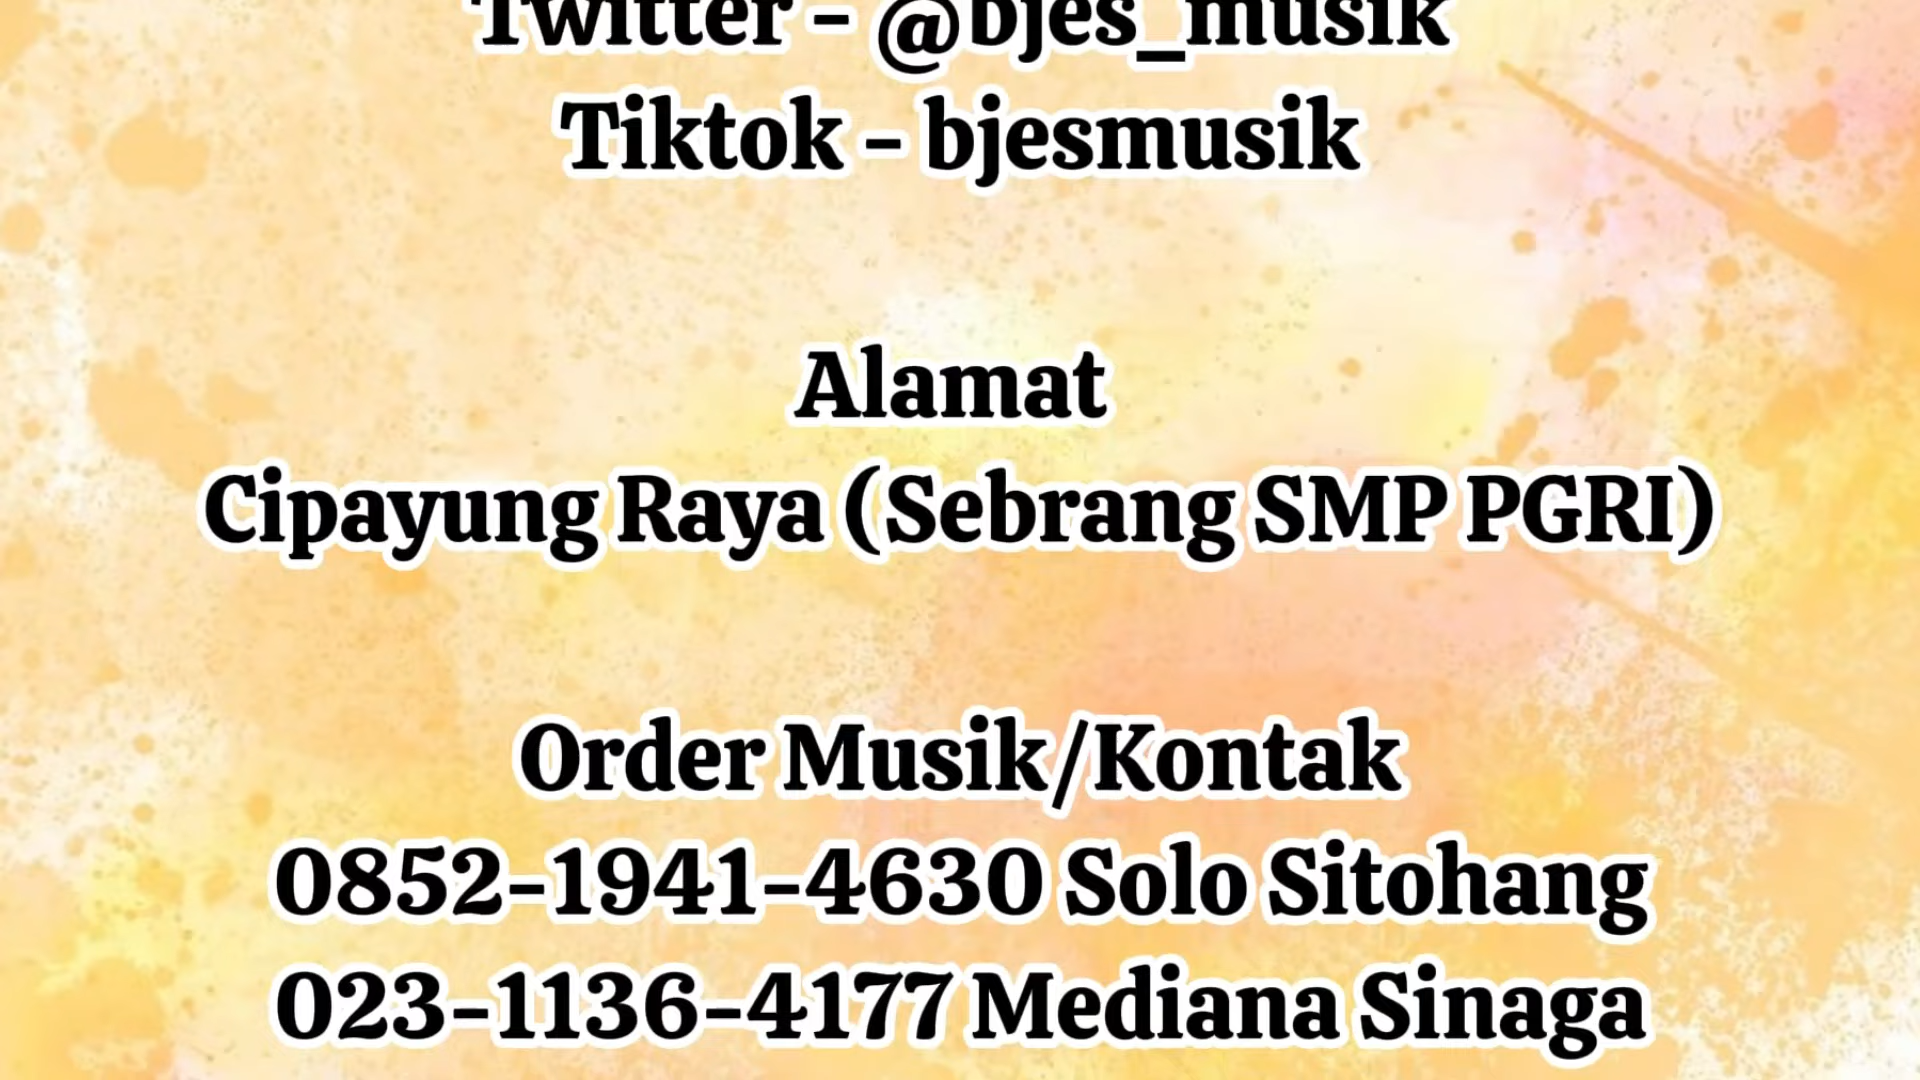 Twitter - @bjes_musik
Tiktok - bjesmusik
Alamat
Cipayung Raya (Sebrang SMP PGRI)
Order Musik/Kontak
0852-1941-4630 Solo Sitohang
023-1136-4177 Mediana Sinaga